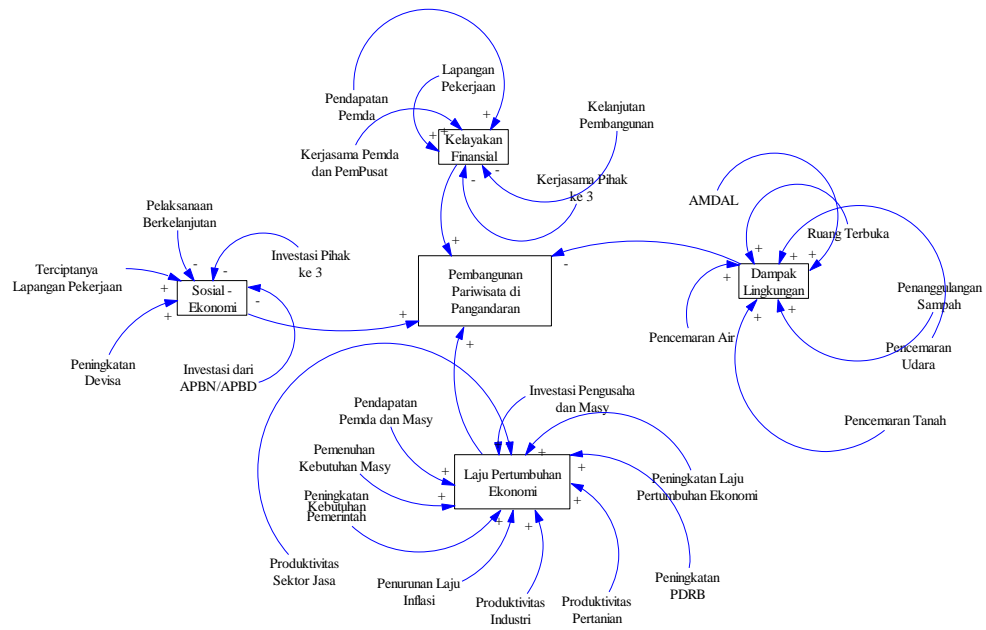 Lapangan
Pekerjaan
Pendapatan
Pemda
Kelanjutan
Pembangunan
+
+
+
Kelayakan
Finansial
Kerjasama Pemda
dan PemPusat
-
-
Kerjasama Pihak
ke 3
AMDAL
Pelaksanaan
Berkelanjutan
Ruang Terbuka
+
Investasi Pihak
ke 3
+
+
+
-
-
-
Terciptanya
Lapangan Pekerjaan
+
Sosial -
Ekonomi
-
+
Pembangunan
Pariwisata di
Pangandaran
+
+
Dampak
Lingkungan
+
+
+
Penanggulangan
Sampah
Pencemaran Air
Pencemaran
Udara
Peningkatan
Devisa
Investasi dari
APBN/APBD
+
Pendapatan
Pemda dan Masy
Investasi Pengusaha
dan Masy
Pencemaran Tanah
Pemenuhan
Kebutuhan Masy
+
+
+
+
+
Laju Pertumbuhan
Ekonomi
+
+
+
Peningkatan Laju
Pertumbuhan Ekonomi
Peningkatan
Kebutuhan
Pemerintah
+
+
+
Produktivitas
Sektor Jasa
Penurunan Laju
Inflasi
Produktivitas
Industri
Produktivitas
Pertanian
Peningkatan
PDRB